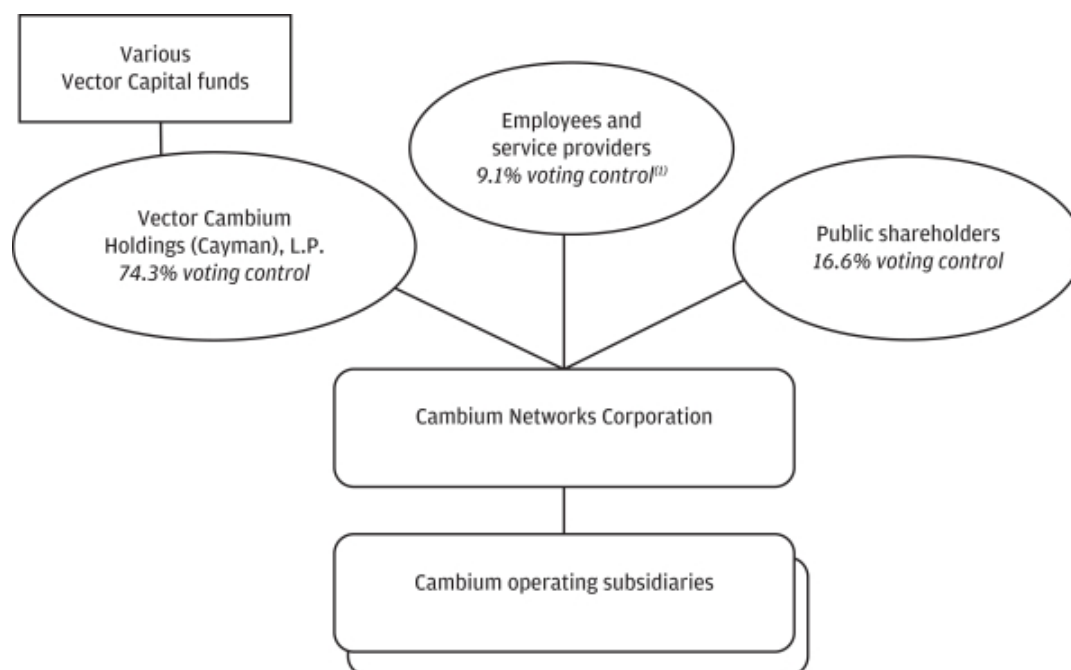 Various
Vector Capital funds
Employees and
service providers
9.1% voting control(1)
Vector Cambium
Holdings (Cayman), L.P.
74.3% voting control
Public shareholders
16.6% voting control
Cambium Networks Corporation
Cambium operating subsidiaries